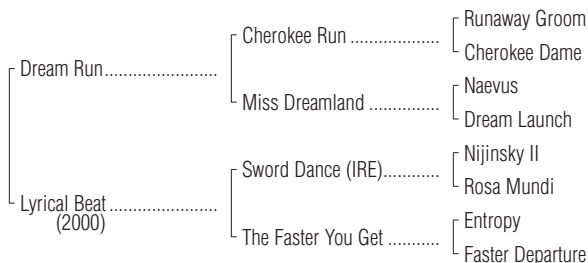 Runaway Groom
Cherokee Run ....................
Cherokee Dame
Dream Run..........................
Naevus
Miss Dreamland ................
Dream Launch
Nijinsky II
Sword Dance (IRE)............
Rosa Mundi
Lyrical Beat .........................
(2000)
Entropy
The Faster You Get ............
Faster Departure